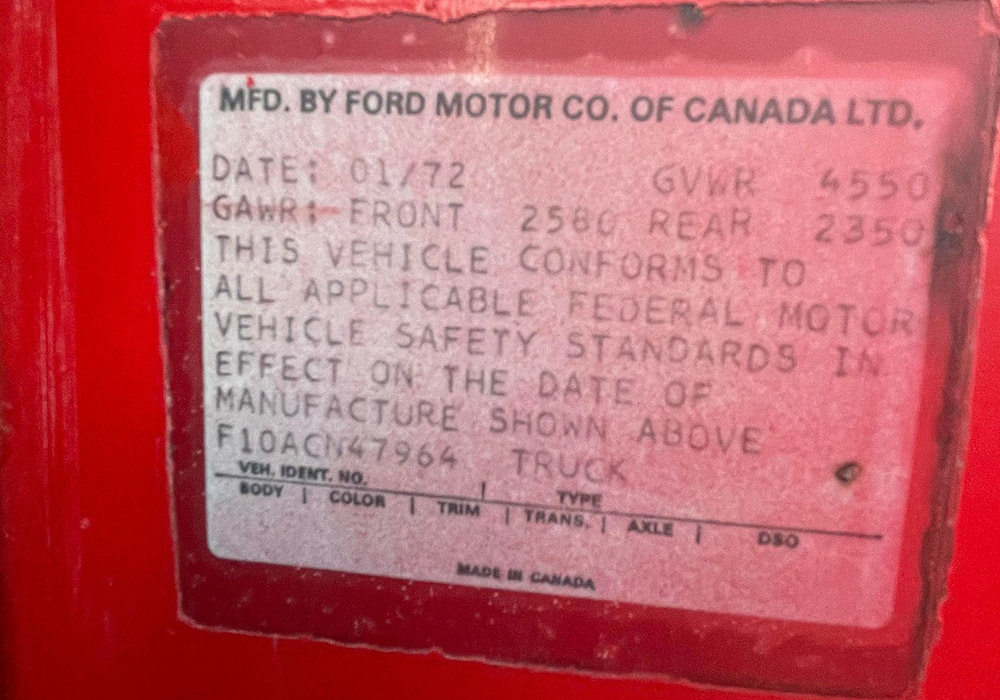 MFD. BY FORD MOTOR CO. OF CANADA LTD.
DATE: 01/72 GVWR 4550
GAWR: FRONT 2580 REAR 2350
THIS VEHICLE CONFORMS TO
ALL APPLICABLE FEDERAL MOTOR
VEHICLE SAFETY STANDARDS IN
EFFECT ON THE DATE OF
MANUFACTURE SHOWN ABOVE
F10ACN47964 TRUCK
VEH. IDENT. NO. | TYPE
BODY | COLOR | TRIM | TRANS. | AXLE | DSO
MADE IN CANADA